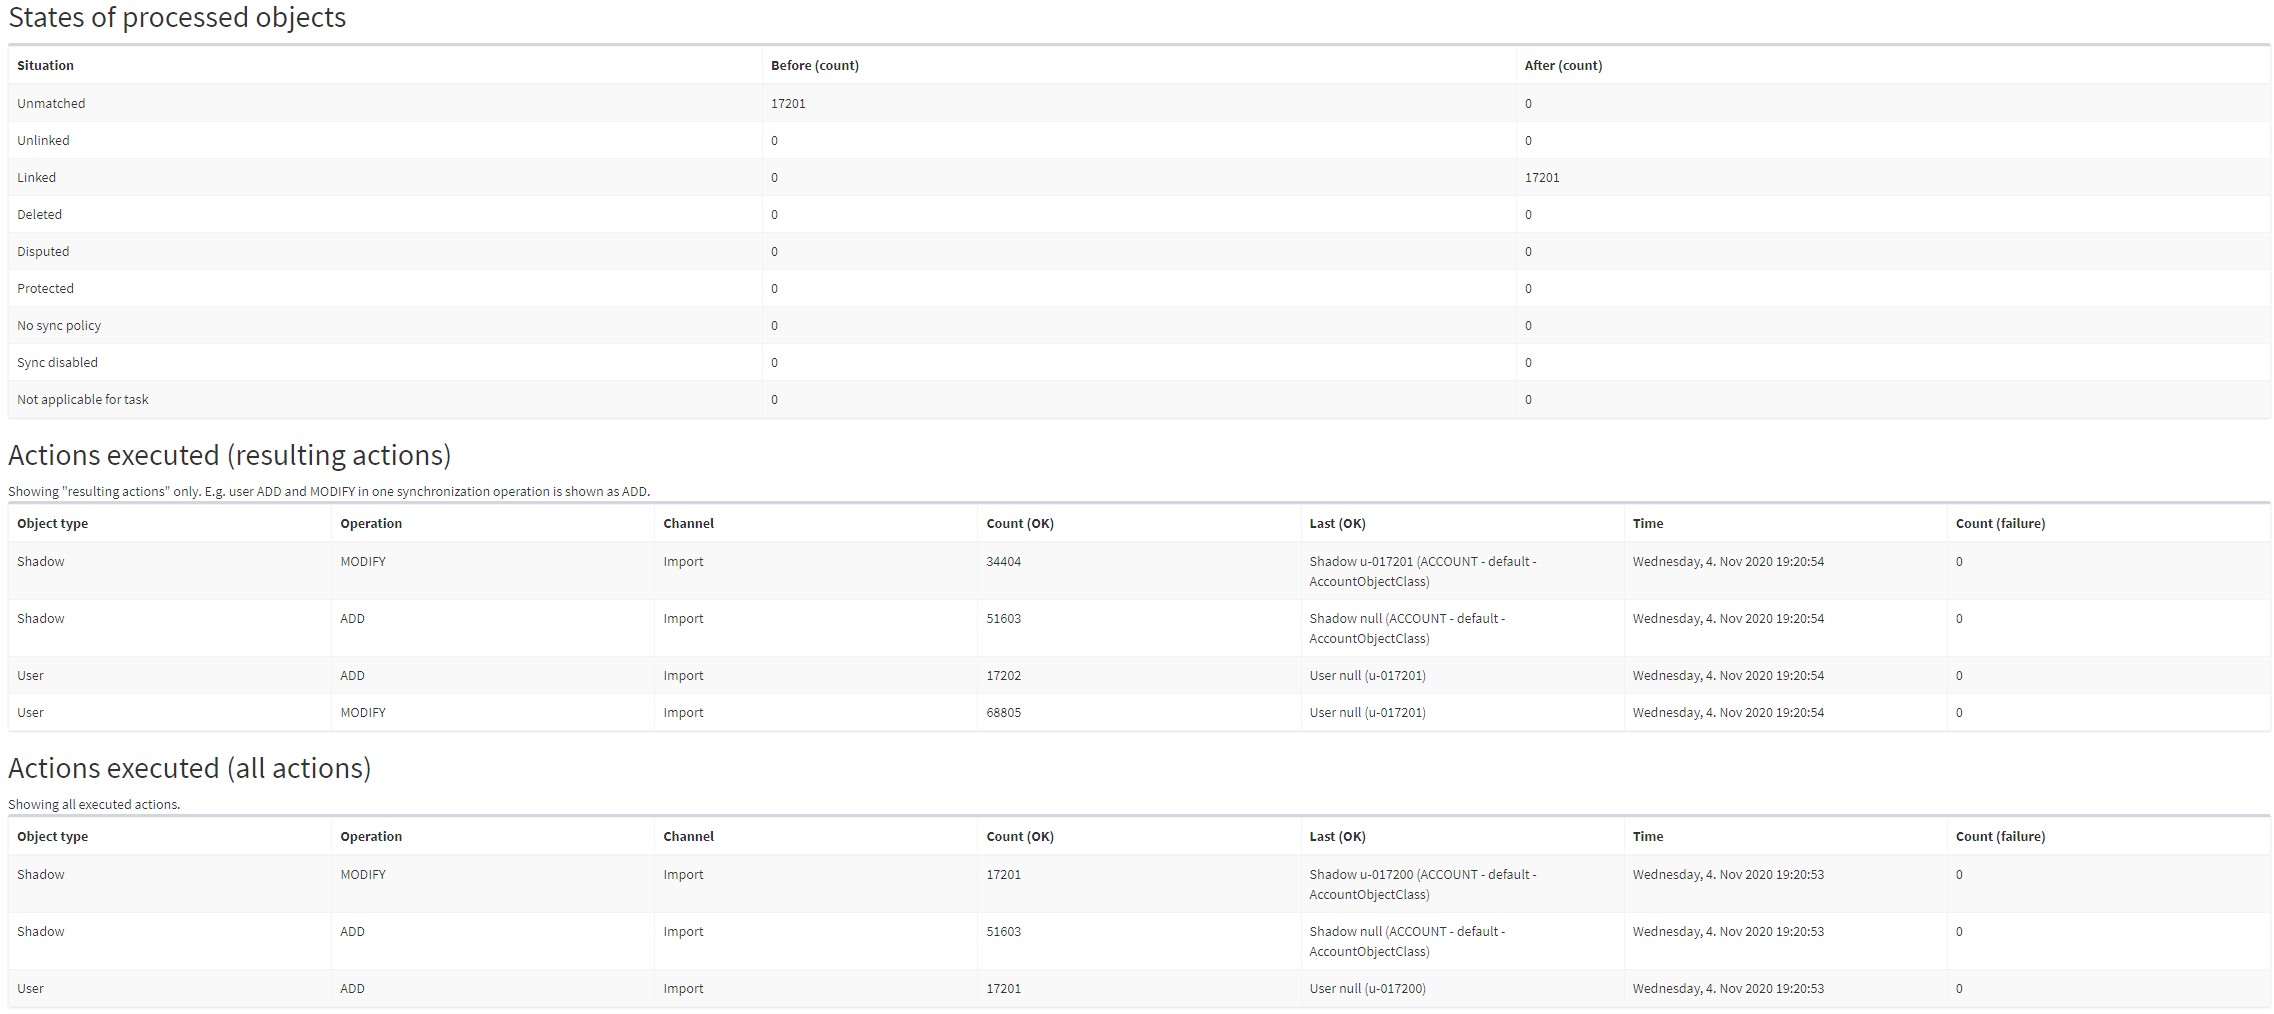 States of processed objects
Situation Before (count) After (count)
Unmatched 17201 0
Unlinked 0 0
Linked 0 17201
Deleted 0 0
Disputed 0 0
Protected 0 0
No sync policy 0 0
Sync disabled 0 0
Not applicable for task 0 0
Actions executed (resulting actions)
Showing "resulting actions" only. E.g. user ADD and MODIFY in one synchronization operation is shown as ADD.
Object type Operation Channel Count (OK) Last (OK) Time Count (failure)
Shadow MODIFY Import 34404 Shadow u-017201 (ACCOUNT - default - Wednesday, 4. Nov 2020 19:20:54 0
AccountObjectClass)
Shadow ADD Import 51603 Shadow null (ACCOUNT - default - Wednesday, 4. Nov 2020 19:20:54 0
AccountObjectClass)
User ADD Import 17202 User null (u-017201) Wednesday, 4. Nov 2020 19:20:54 0
User MODIFY Import 68805 User null (u-017201) Wednesday, 4. Nov 2020 19:20:54 0
Actions executed (all actions)
Showing all executed actions.
Object type Operation Channel Count (OK) Last (OK) Time Count (failure)
Shadow MODIFY Import 17201 Shadow u-017200 (ACCOUNT - default - Wednesday, 4. Nov 2020 19:20:53 0
AccountObjectClass)
Shadow ADD Import 51603 Shadow null (ACCOUNT - default - Wednesday, 4. Nov 2020 19:20:53 0
AccountObjectClass)
User ADD Import 17201 User null (u-017200) Wednesday, 4. Nov 2020 19:20:53 0